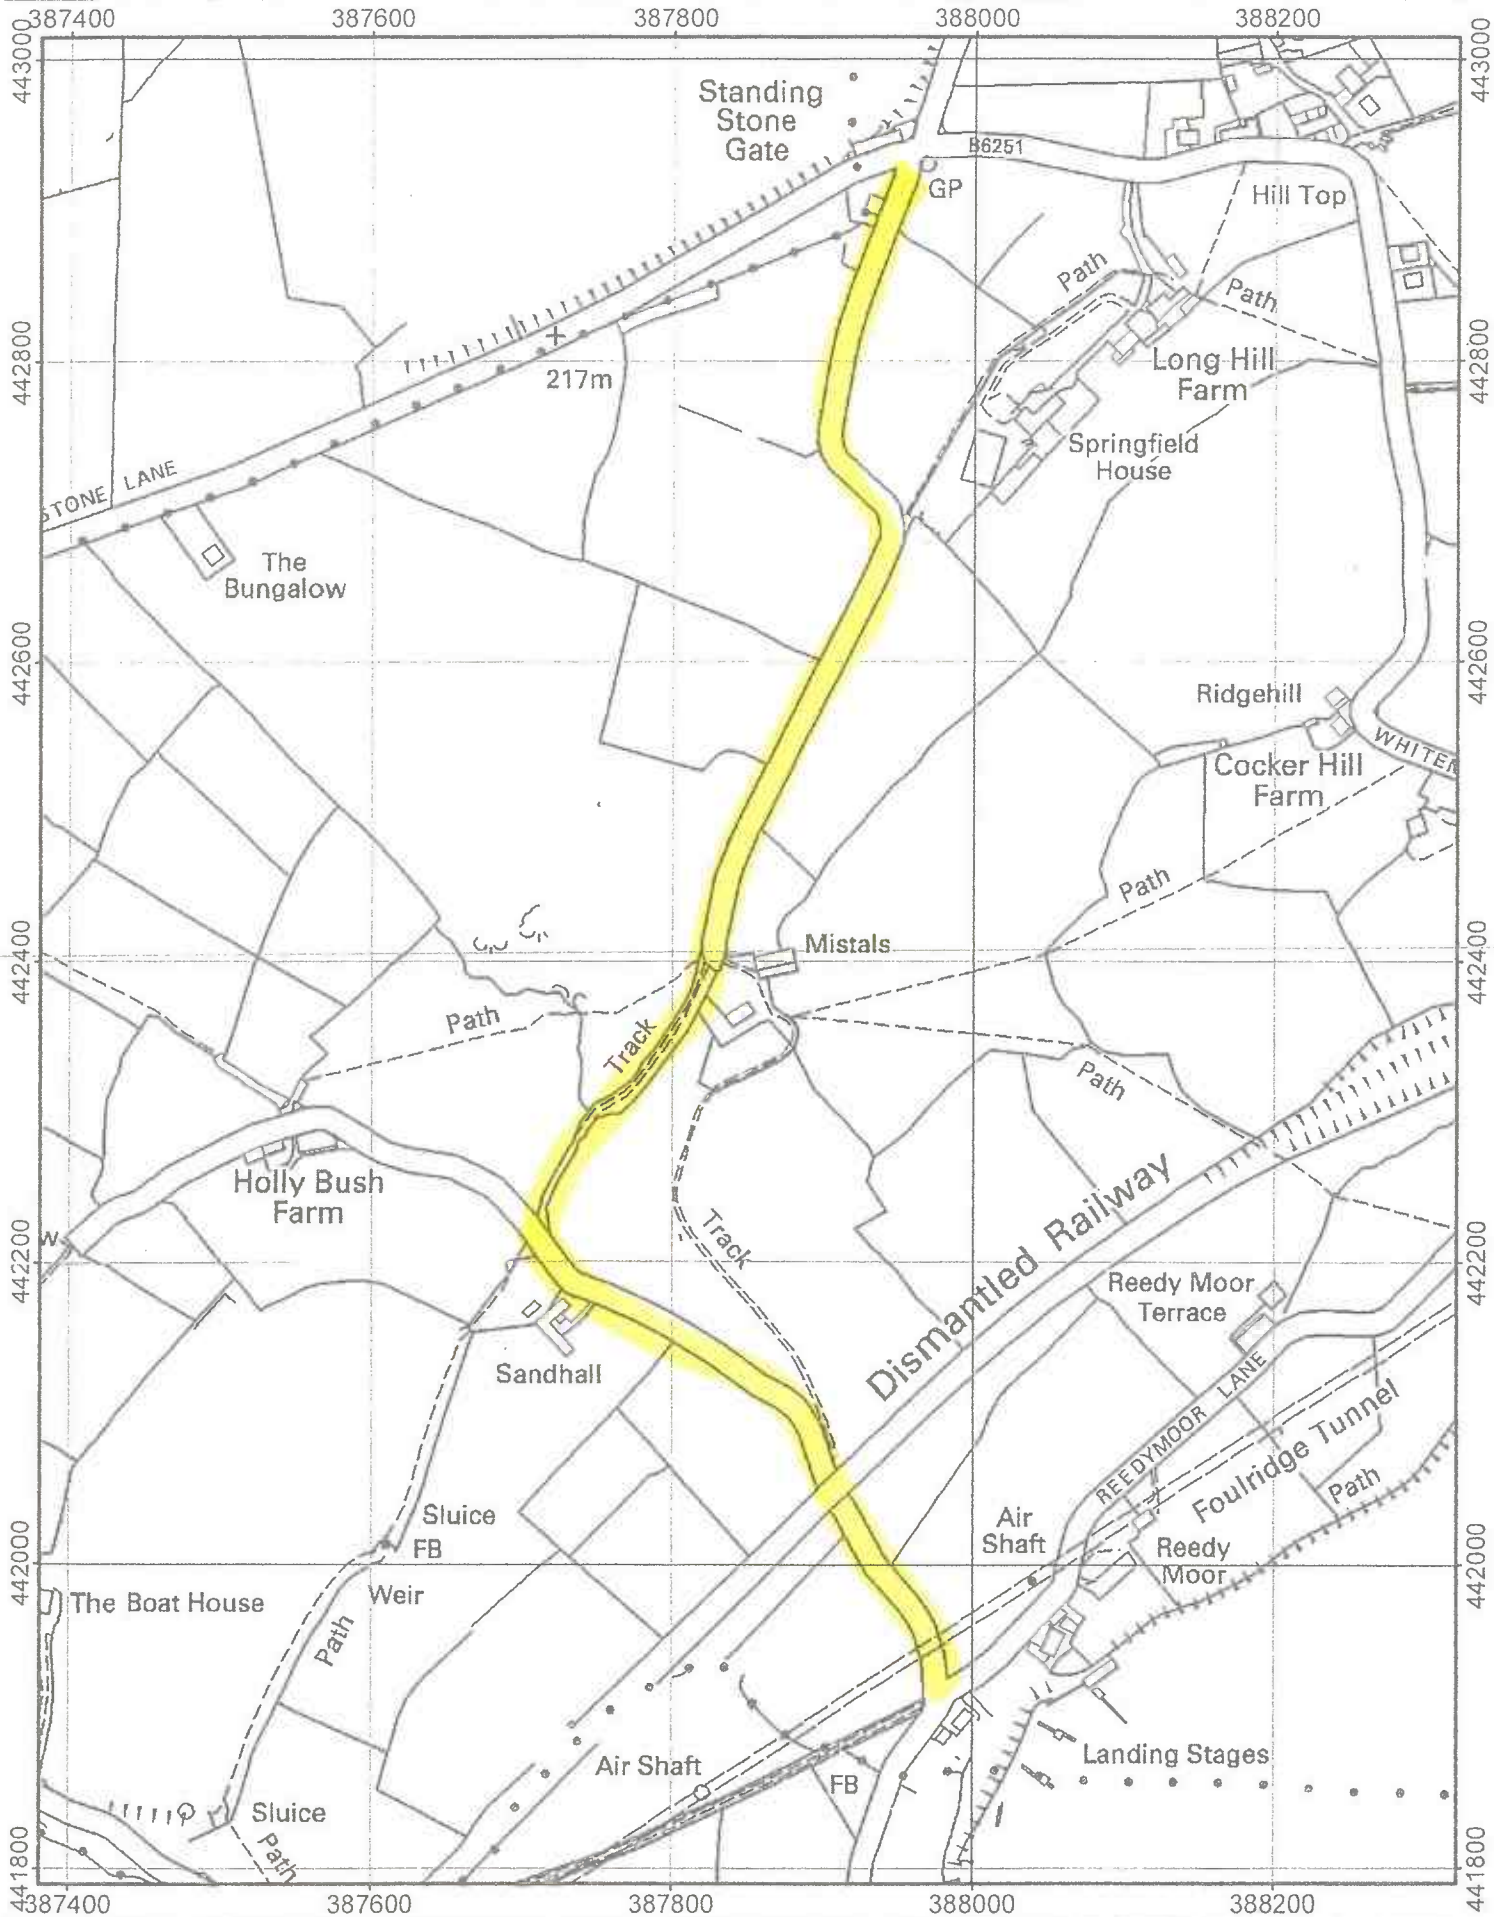 387400
387600
387800
388000
388200
443000
443000
Standing
Stone
Gate
B6251
GP
Hill Top
Path
Path
442800
442800
217m
Long Hill
Farm
Springfield
House
STONE LANE
The
Bungalow
442600
442600
Ridgehill
WHITEM
Cocker Hill
Farm
Path
Mistals
442400
442400
Path
Track
Path
Holly Bush
Farm
W
Track
442200
442200
Dismantled Railway
Reedy Moor
Terrace
Sandhall
REEDYMOOR LANE
Foulridge Tunnel
Path
Sluice
FB
Air
Shaft
Reedy
Moor
442000
442000
Weir
The Boat House
Path
Air Shaft
Landing Stages
FB
Sluice
Path
441800
441800
387400
387600
387800
388000
388200